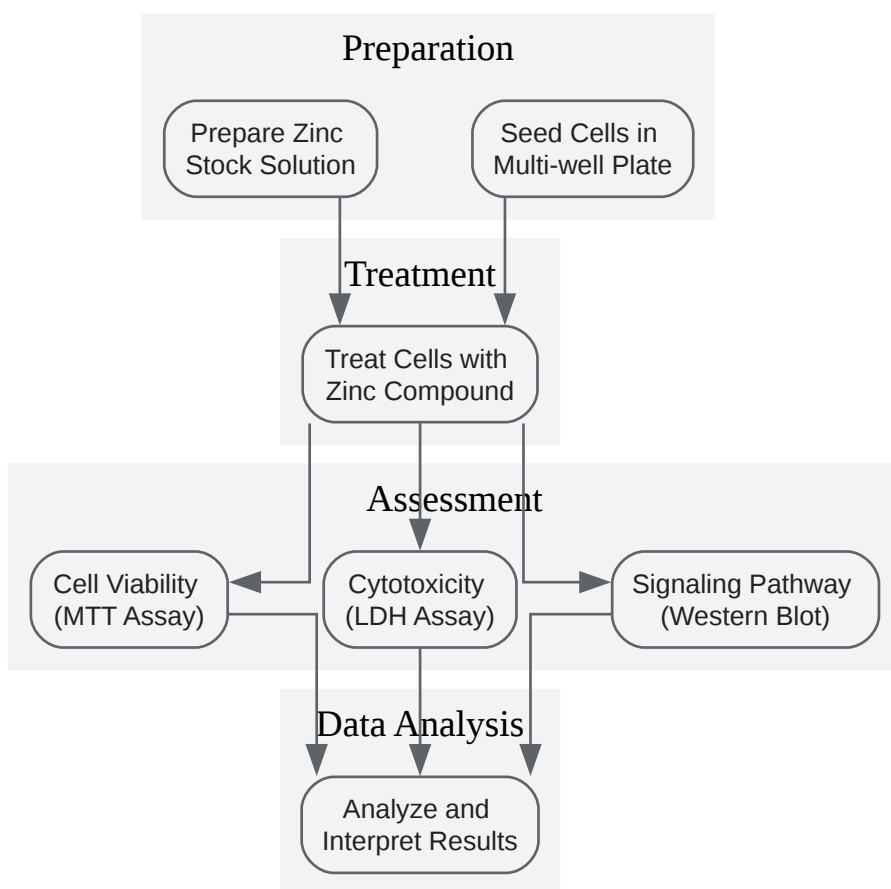 Preparation
Prepare Zinc
Stock Solution
Seed Cells in
Multi-well Plate
Treatment
Treat Cells with
Zinc Compound
Assessment
Cell Viability
(MTT Assay)
Cytotoxicity
(LDH Assay)
Signaling Pathway
(Western Blot)
Data Analysis
Analyze and
Interpret Results